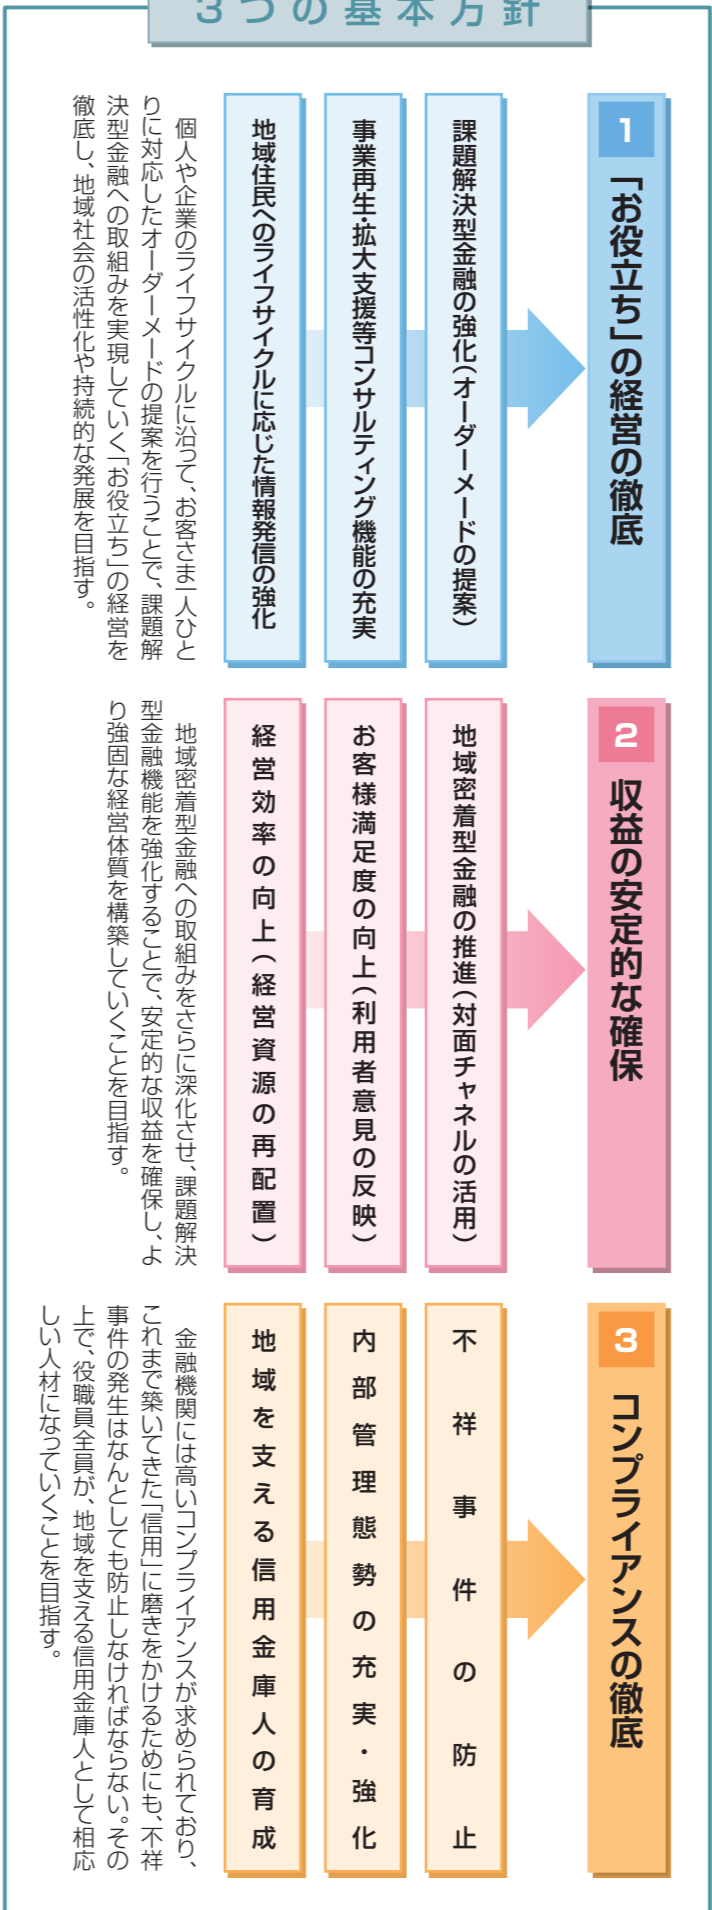 3つの基本方針
1
「お役立ち」の経営の徹底
課題解決型金融の強化(オーダーメードの提案)
事業再生・拡大支援等コンサルティング機能の充実
地域住民へのライフサイクルに応じた情報発信の強化
個人や企業のライフサイクルに沿って、お客さま一人ひと
りに対応したオーダーメードの提案を行うことで、課題解
決型金融への取組みを実現していく「お役立ち」の経営を
徹底し、地域社会の活性化や持続的な発展を目指す。
2
収益の安定的な確保
地域密着型金融の推進(対面チャネルの活用)
お客様満足度の向上(利用者意見の反映)
経営効率の向上(経営資源の再配置)
地域密着型金融への取組みをさらに深化させ、課題解決
型金融機能を強化することで、安定的な収益を確保し、よ
り強固な経営体質を構築していくことを目指す。
3
コンプライアンスの徹底
不祥事件の防止
内部管理態勢の充実・強化
地域を支える信用金庫人の育成
金融機関には高いコンプライアンスが求められており、
これまで築いてきた「信用」に磨きをかけるためにも、不祥
事件の発生はなんとしても防止しなければならない。その
上で、役職員全員が、地域を支える信用金庫人として相応
しい人材になっていくことを目指す。